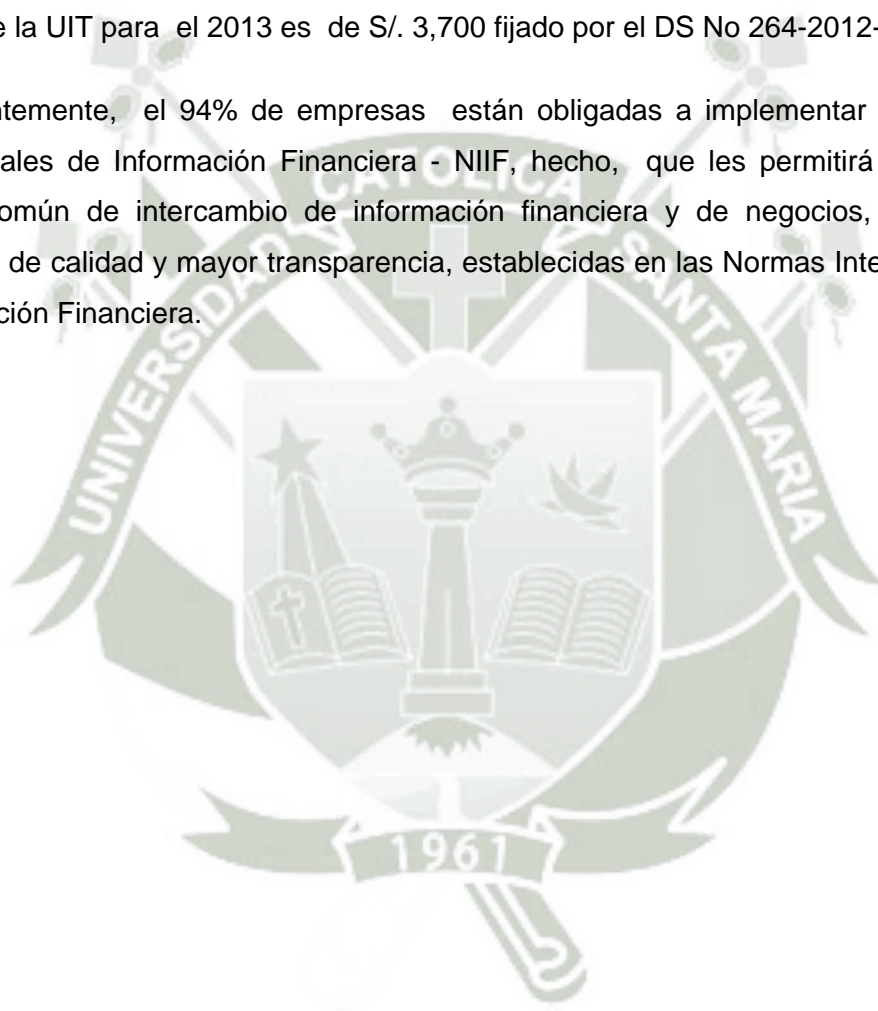 e la UIT para el 2013 es de S/. 3,700 fijado por el DS No 264-2012-
ntemente, el 94% de empresas están obligadas a implementar
ales de Información Financiera - NIIF, hecho, que les permitirá
omún de intercambio de información financiera y de negocios,
de calidad y mayor transparencia, establecidas en las Normas Inte
ción Financiera.
UNIVERSIDAD CATOLICA SANTA MARIA
1961